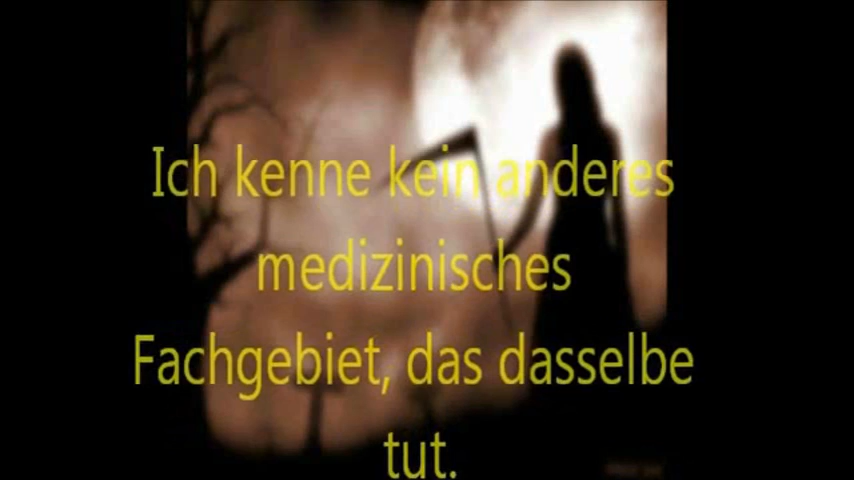 Ich kenne kein anderes
medizinisches
Fachgebiet, das dasselbe
tut.